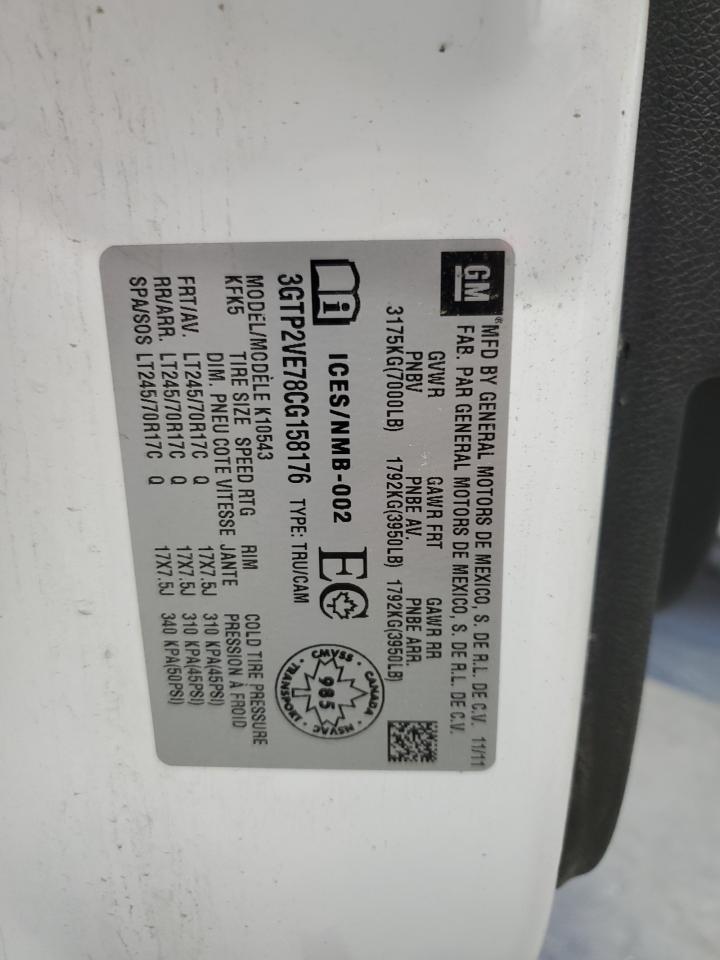 GM
®MFD BY GENERAL MOTORS DE MEXICO, S. DE R.L. DE C.V. 11/11
FAB. PAR GENERAL MOTORS DE MEXICO, S. DE R.L. DE C.V.
GVWR GAWR FRT GAWR RR
PNBV PNBE AV. PNBE ARR.
3175KG(7000LB) 1792KG(3950LB) 1792KG(3950LB)
i ICES/NMB-002 EC
CMVSS • CANADA • NSVAC • TRANSPORT •
985
3GTP2VE78CG158176 TYPE: TRU/CAM
MODEL/MODÈLE K10543
KFK5 TIRE SIZE SPEED RTG RIM COLD TIRE PRESSURE
DIM. PNEU COTE VITESSE JANTE PRESSION À FROID
FRT/AV. LT245/70R17C Q 17X7.5J 310 KPA(45PSI)
RR/ARR. LT245/70R17C Q 17X7.5J 310 KPA(45PSI)
SPA/SOS LT245/70R17C Q 17X7.5J 340 KPA(50PSI)